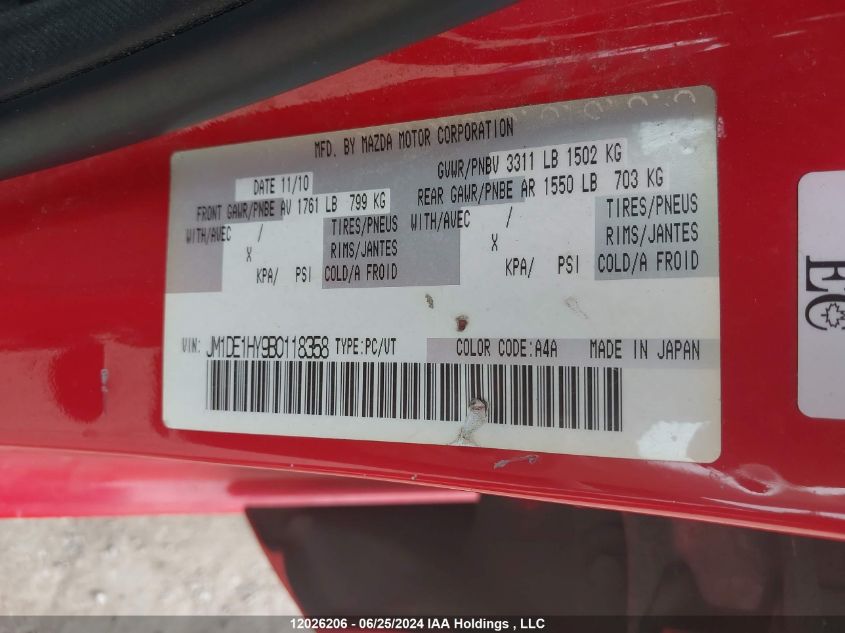 MFD. BY MAZDA MOTOR CORPORATION
DATE 11/10 GVWR/PNBV 3311 LB 1502 KG
FRONT GAWR/PNBE AV 1761 LB 799 KG REAR GAWR/PNBE AR 1550 LB 703 KG
WITH/AVEC / TIRES/PNEUS WITH/AVEC / TIRES/PNEUS
X RIMS/JANTES X RIMS/JANTES
KPA/ PSI COLD/A FROID KPA/ PSI COLD/A FROID
VIN: JM1DE1HY9B0118358 TYPE:PC/VT COLOR CODE:A4A MADE IN JAPAN
EC
12026206 - 06/25/2024 IAA Holdings , LLC